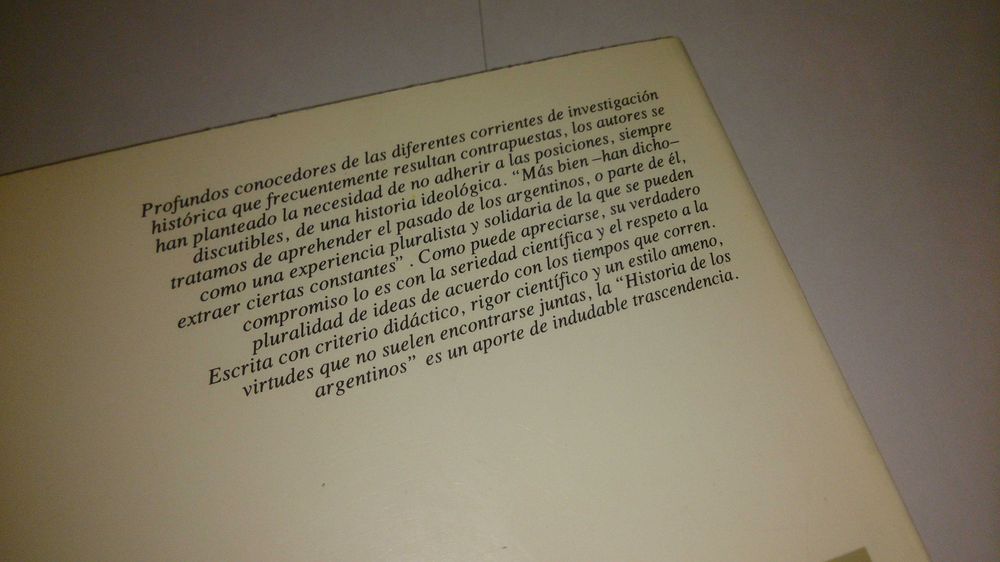 Profundos conocedores de las diferentes corrientes de investigación
histórica que frecuentemente resultan contrapuestas, los autores se
han planteado la necesidad de no adherir a las posiciones, siempre
discutibles, de una historia ideológica. “Más bien –han dicho–
tratamos de aprehender el pasado de los argentinos, o parte de él,
como una experiencia pluralista y solidaria de la que se pueden
extraer ciertas constantes” . Como puede apreciarse, su verdadero
compromiso lo es con la seriedad científica y el respeto a la
pluralidad de ideas de acuerdo con los tiempos que corren.
Escrita con criterio didáctico, rigor científico y un estilo ameno,
virtudes que no suelen encontrarse juntas, la “Historia de los
argentinos” es un aporte de indudable trascendencia.